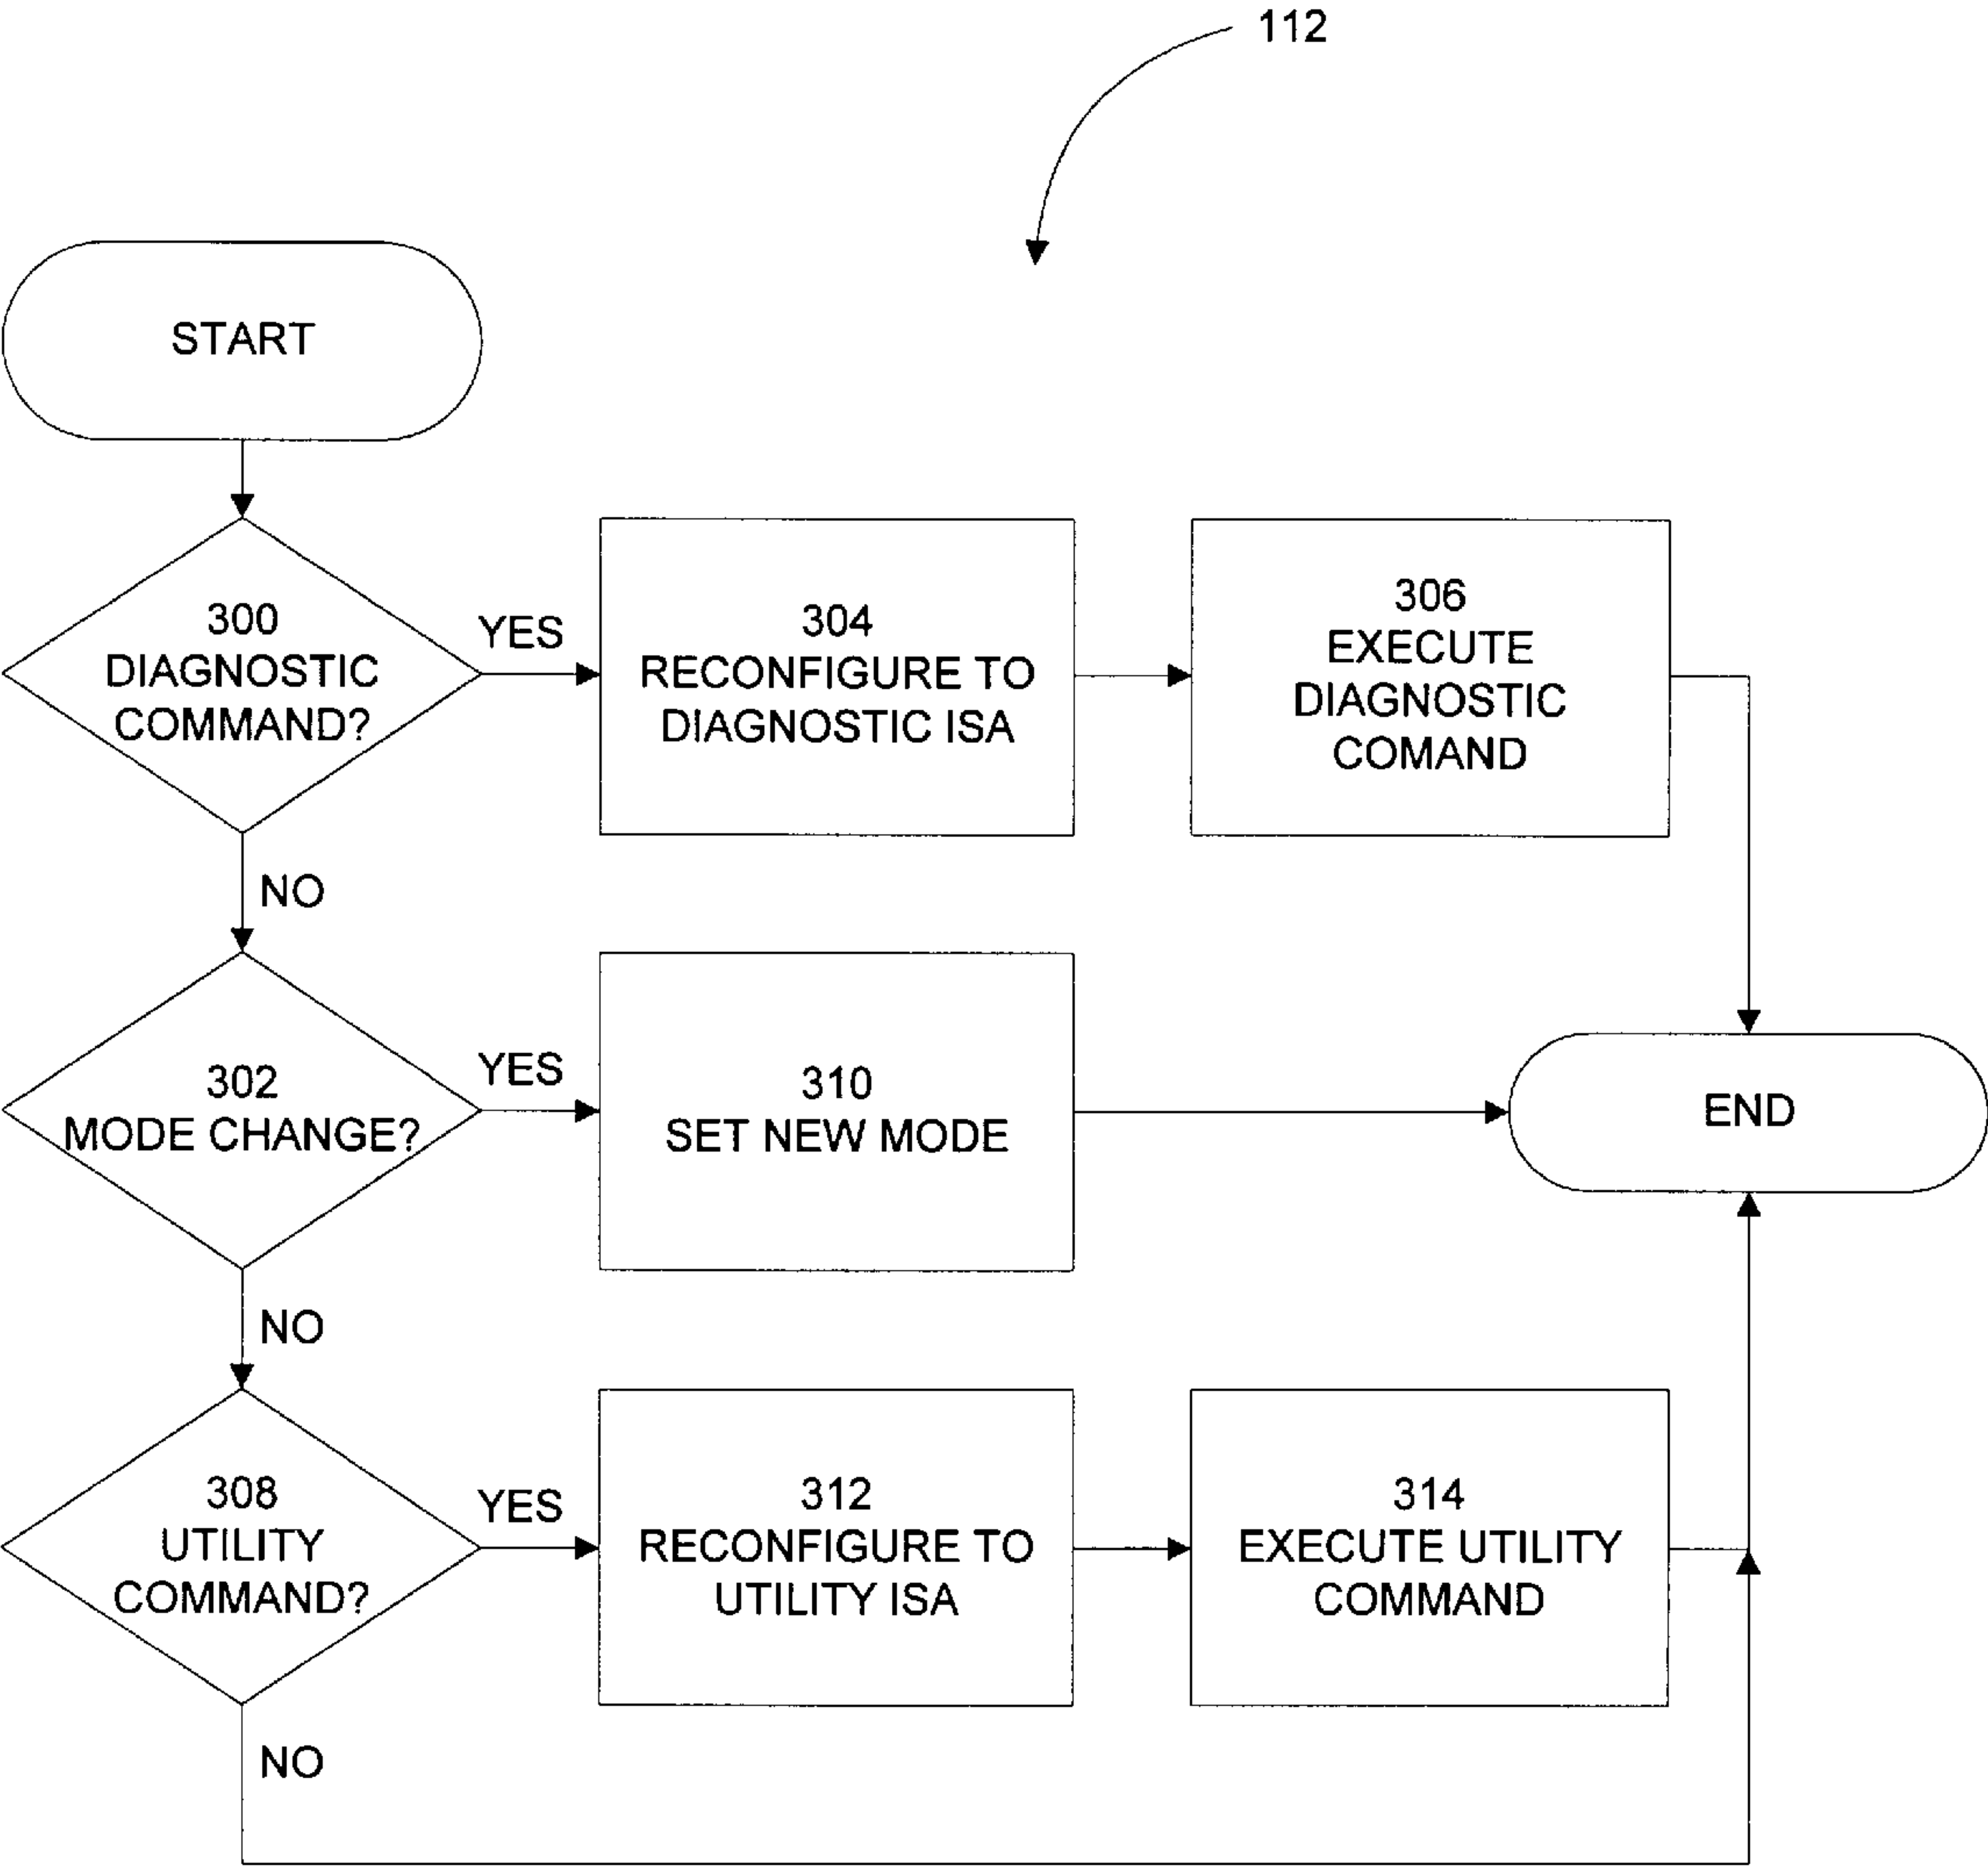 112
START
300
DIAGNOSTIC
COMMAND?
YES
304
RECONFIGURE TO
DIAGNOSTIC ISA
306
EXECUTE
DIAGNOSTIC
COMAND
NO
302
MODE CHANGE?
YES
310
SET NEW MODE
END
NO
308
UTILITY
COMMAND?
YES
312
RECONFIGURE TO
UTILITY ISA
314
EXECUTE UTILITY
COMMAND
NO